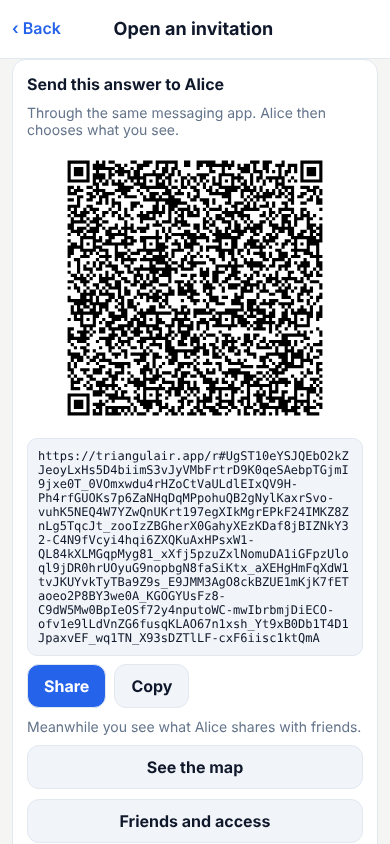 ‹ Back
Open an invitation
Send this answer to Alice
Through the same messaging app. Alice then
chooses what you see.
https://triangulair.app/r#UgST10eYSJQEbO2kZ
JeoyLxHs5D4biimS3vJyVMbFrtrD9K0qeSAebpTGjmI
9jxe0T_0VOmxwdu4rHZoCtVaULdlEIxQV9H-
Ph4rfGUOKs7p6ZaNHqDqMPpohuQB2gNylKaxrSvo-
vuhK5NEQ4W7YZwQnUKrt197egXIkMgrEPkF24IMKZ8Z
nLg5TqcJt_zooIzZBGherX0GahyXEzKDaf8jBIZNkY3
2-C4N9fVcyi4hqi6ZXQKuAxHPsxW1-
QL84kXLMGqpMyg81_xXfj5pzuZxlNomuDA1iGFpzUlo
ql9jDR0hrUOyuG9nopbgN8faSiKts_aXEHgHmFqXdW1
tvJKUYvkTyTBa9Z9s_E9JMM3AgO8ckBZUE1mKjK7fET
aoeo2P8BY3we0A_KGOGYUsFz8-
C9dW5Mw0BpIeOSf72y4nputoWC-mwIbrbmjDiECO-
ofv1e9lLdVnZG6fusqKLAO67n1xsh_Yt9xB0Db1T4D1
JpaxvEF_wq1TN_X93sDZTlLF-cxF6iisc1ktQmA
Share
Copy
Meanwhile you see what Alice shares with friends.
See the map
Friends and access